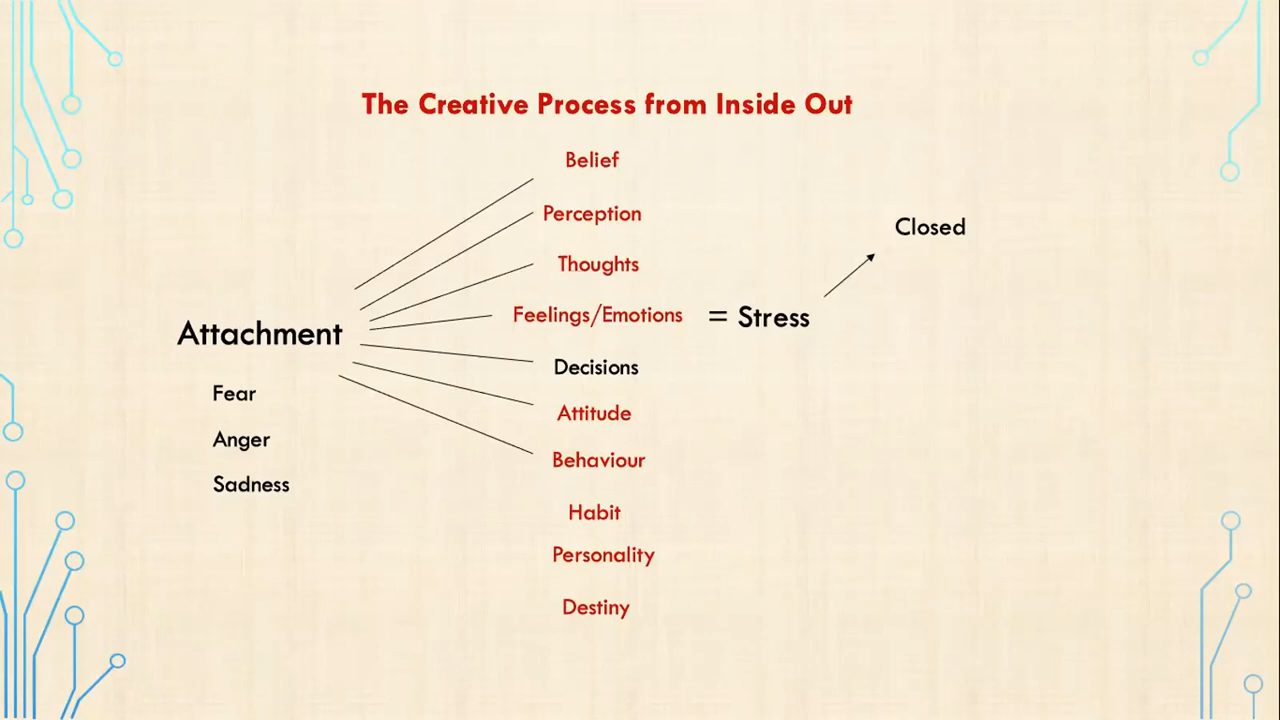 The Creative Process from Inside Out
Belief
Perception
Closed
Thoughts
Feelings/Emotions = Stress
Attachment
Decisions
Fear
Attitude
Anger
Behaviour
Sadness
Habit
Personality
Destiny